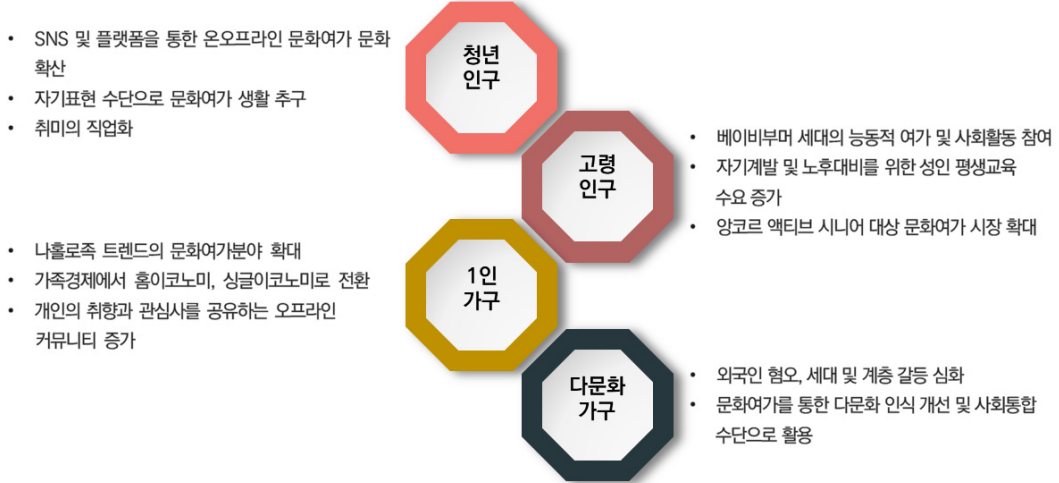 청년
인구
• SNS 및 플랫폼을 통한 온오프라인 문화여가 문화
확산
• 자기표현 수단으로 문화여가 생활 추구
• 취미의 직업화
고령
인구
• 베이비부머 세대의 능동적 여가 및 사회활동 참여
• 자기계발 및 노후대비를 위한 성인 평생교육
수요 증가
• 앙코르 액티브 시니어 대상 문화여가 시장 확대
1인
가구
• 나홀로족 트렌드의 문화여가분야 확대
• 가족경제에서 홈이코노미, 싱글이코노미로 전환
• 개인의 취향과 관심사를 공유하는 오프라인
커뮤니티 증가
다문화
가구
• 외국인 혐오, 세대 및 계층 갈등 심화
• 문화여가를 통한 다문화 인식 개선 및 사회통합
수단으로 활용